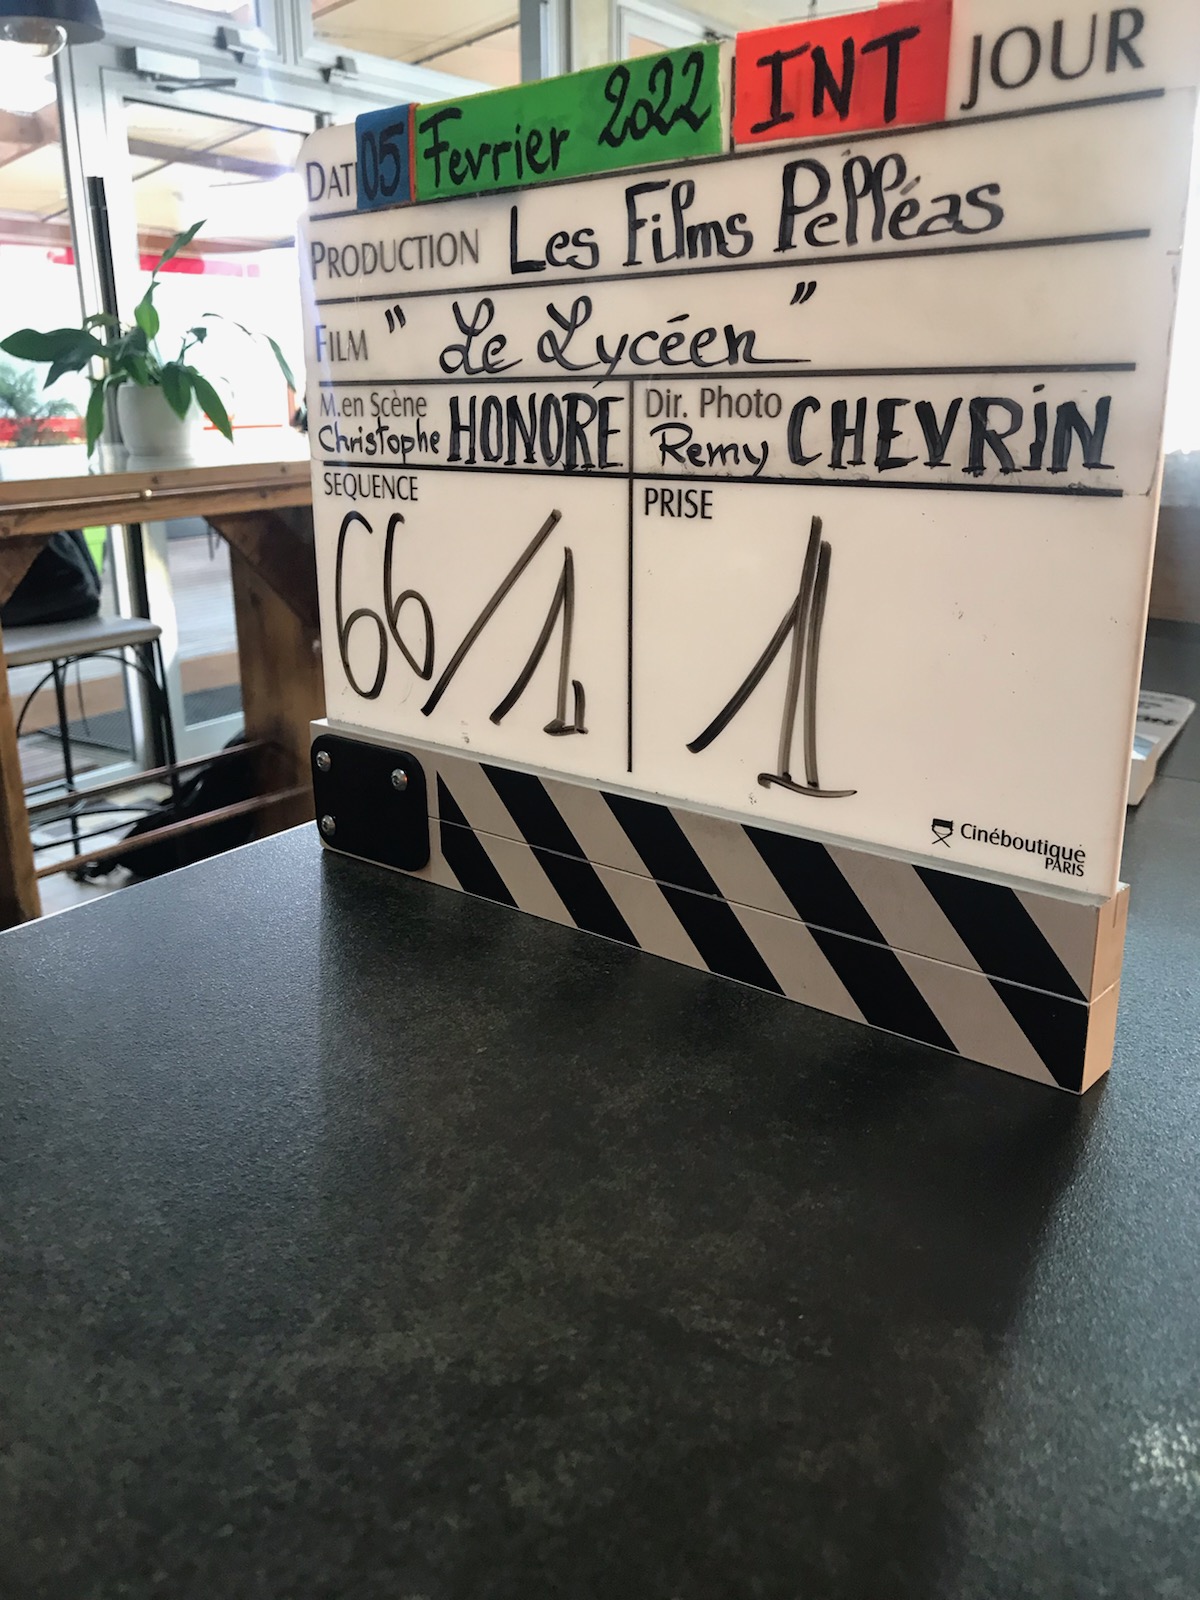 DAT 05 Fevrier 2022 INT JOUR
PRODUCTION Les Films Pelléas
FILM " Le Lycéen "
M.en Scène Dir. Photo
Christophe HONORÉ Remy CHEVRIN
SEQUENCE PRISE
66/1 1
Cinéboutique
PARIS